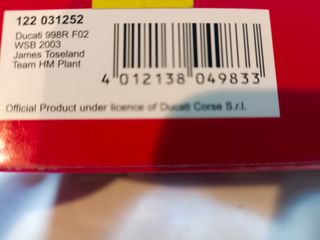 122 031252
Ducati 998R F02
WSB 2003
James Toseland
Team HM Plant
4 012138 049833
Official Product under licence of Ducati Corse S.r.l.